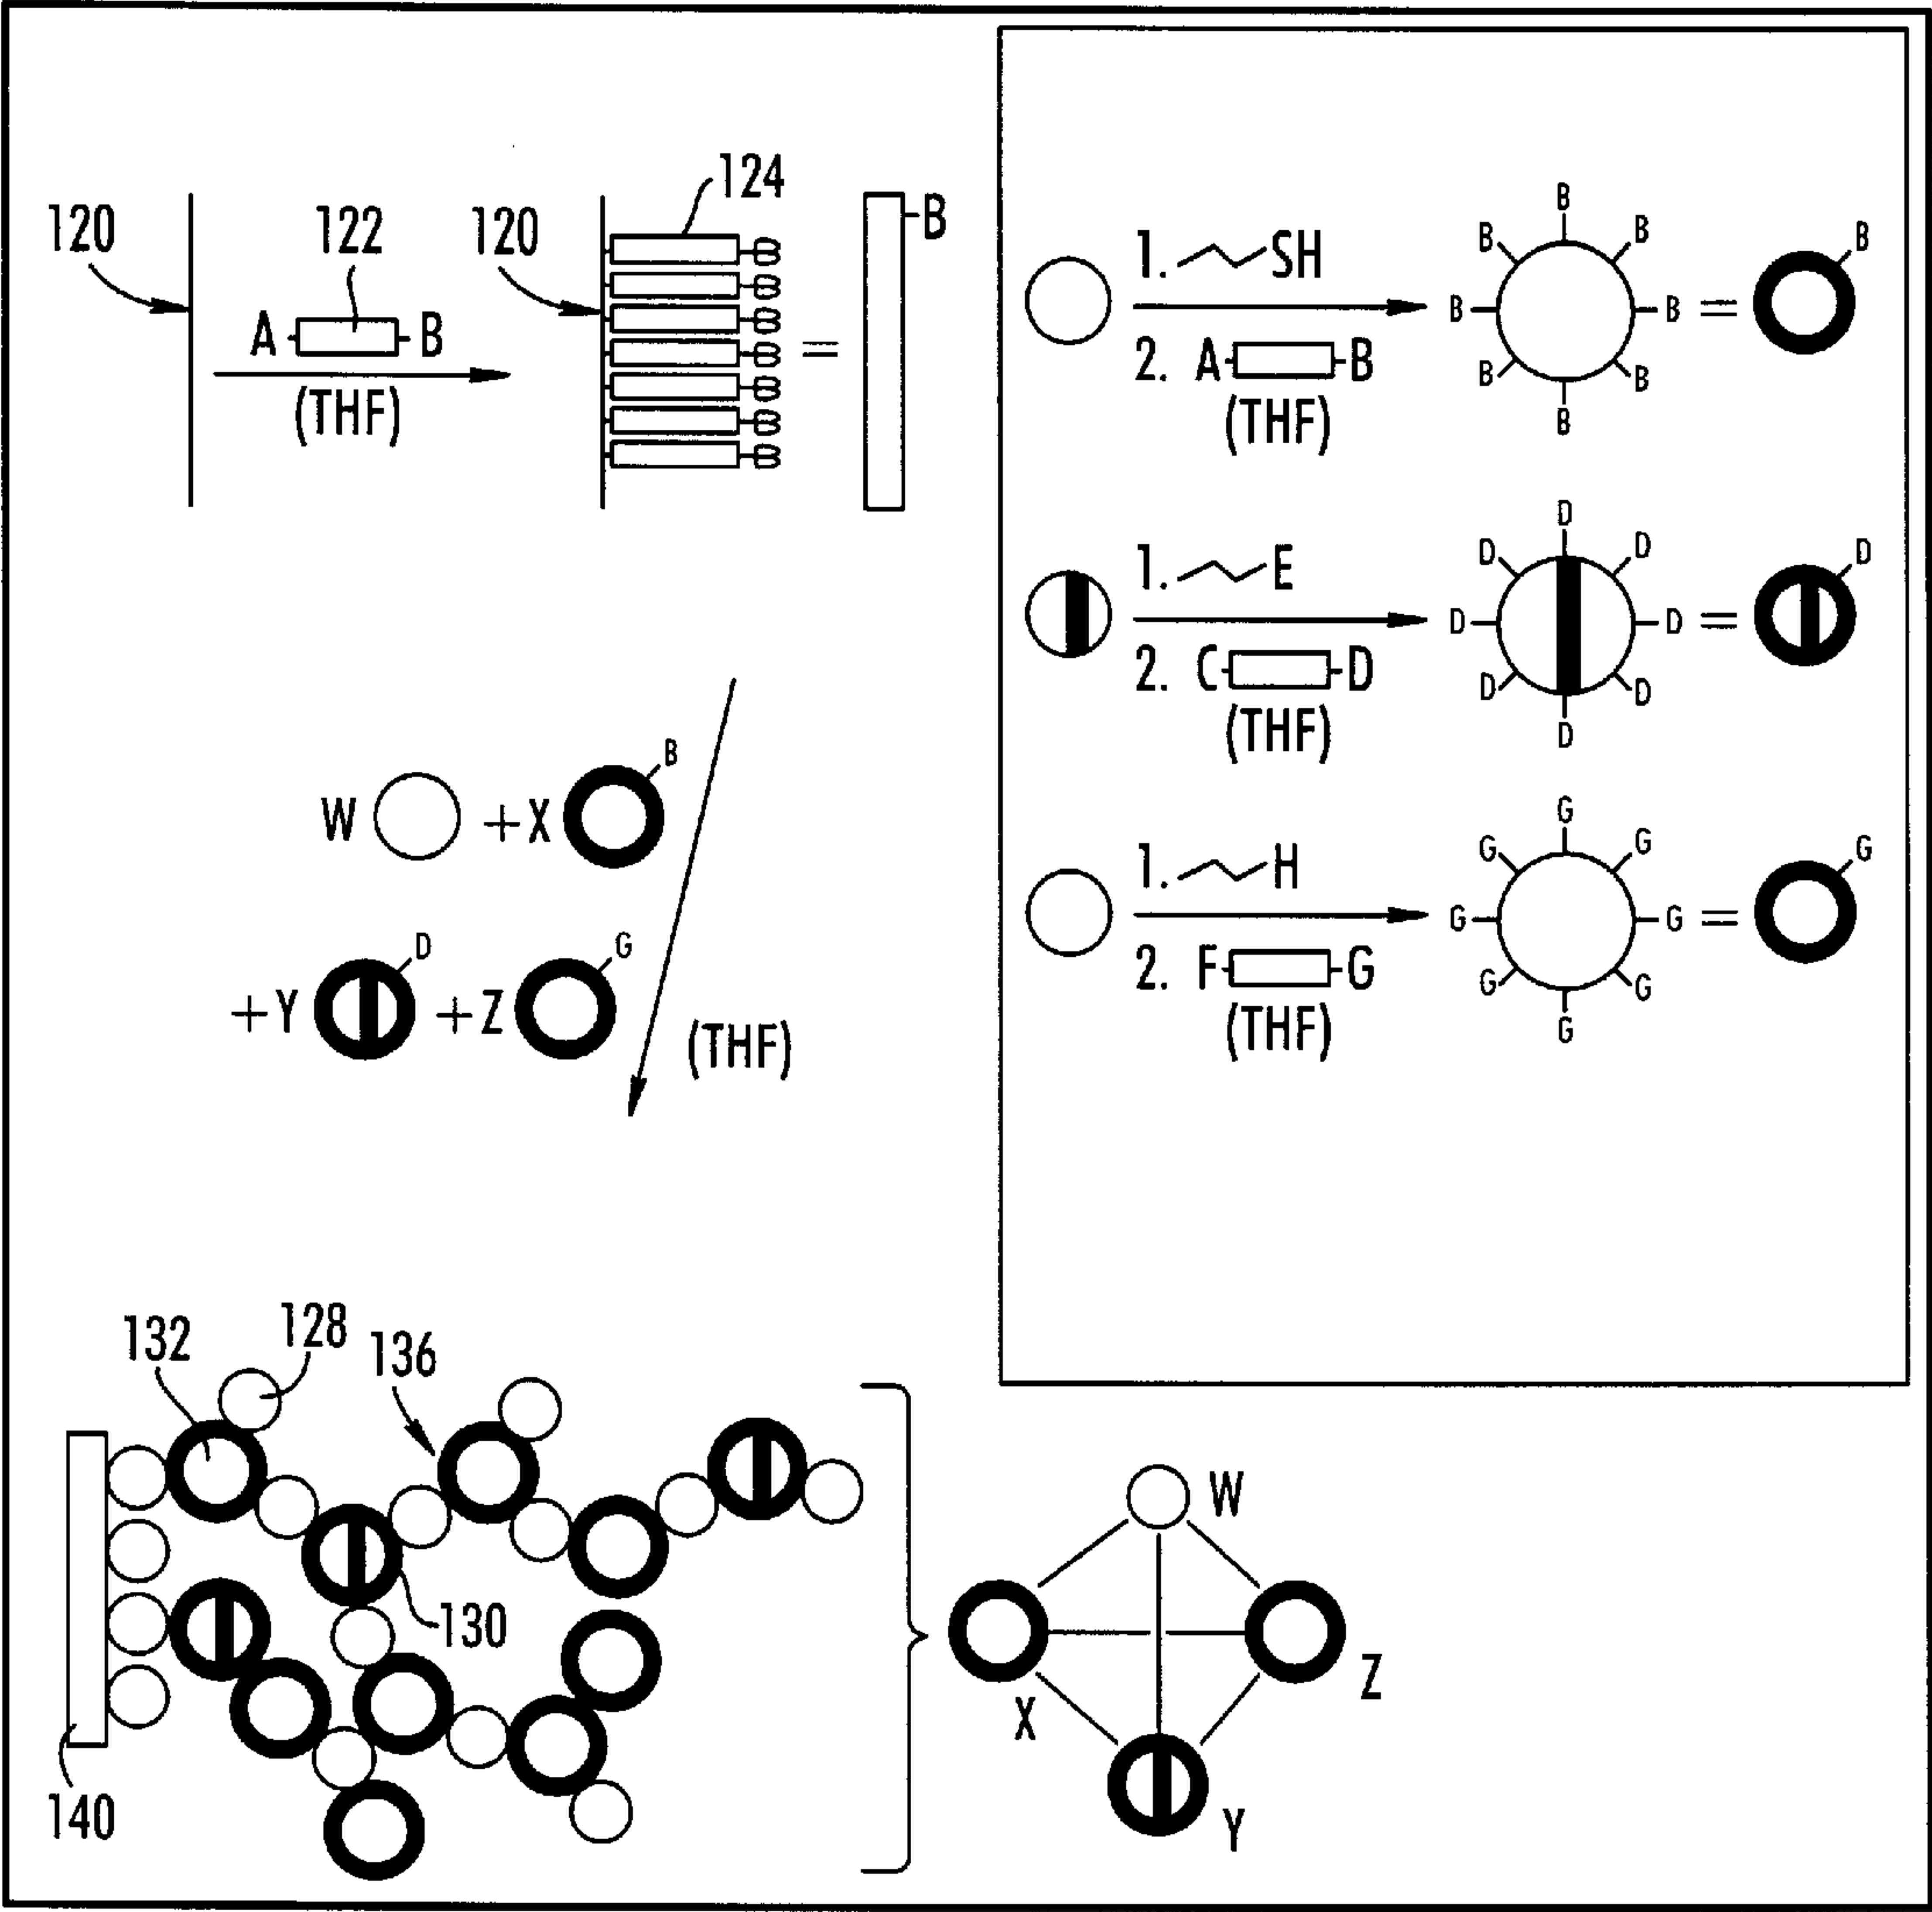 124
120
122
120
B
A B
(THF)
B
B
B
B
B
B
B
1. SH
B B = B
2. A B
B B
(THF)
B
D
D D D
1. E
D D =
2. C D
D D
(THF)
D
B
W +X
D G
+Y +Z
(THF)
G
G G G
1. H
G G =
2. F G
G G
(THF)
G
132
128
136
W
130
X
Z
140
Y